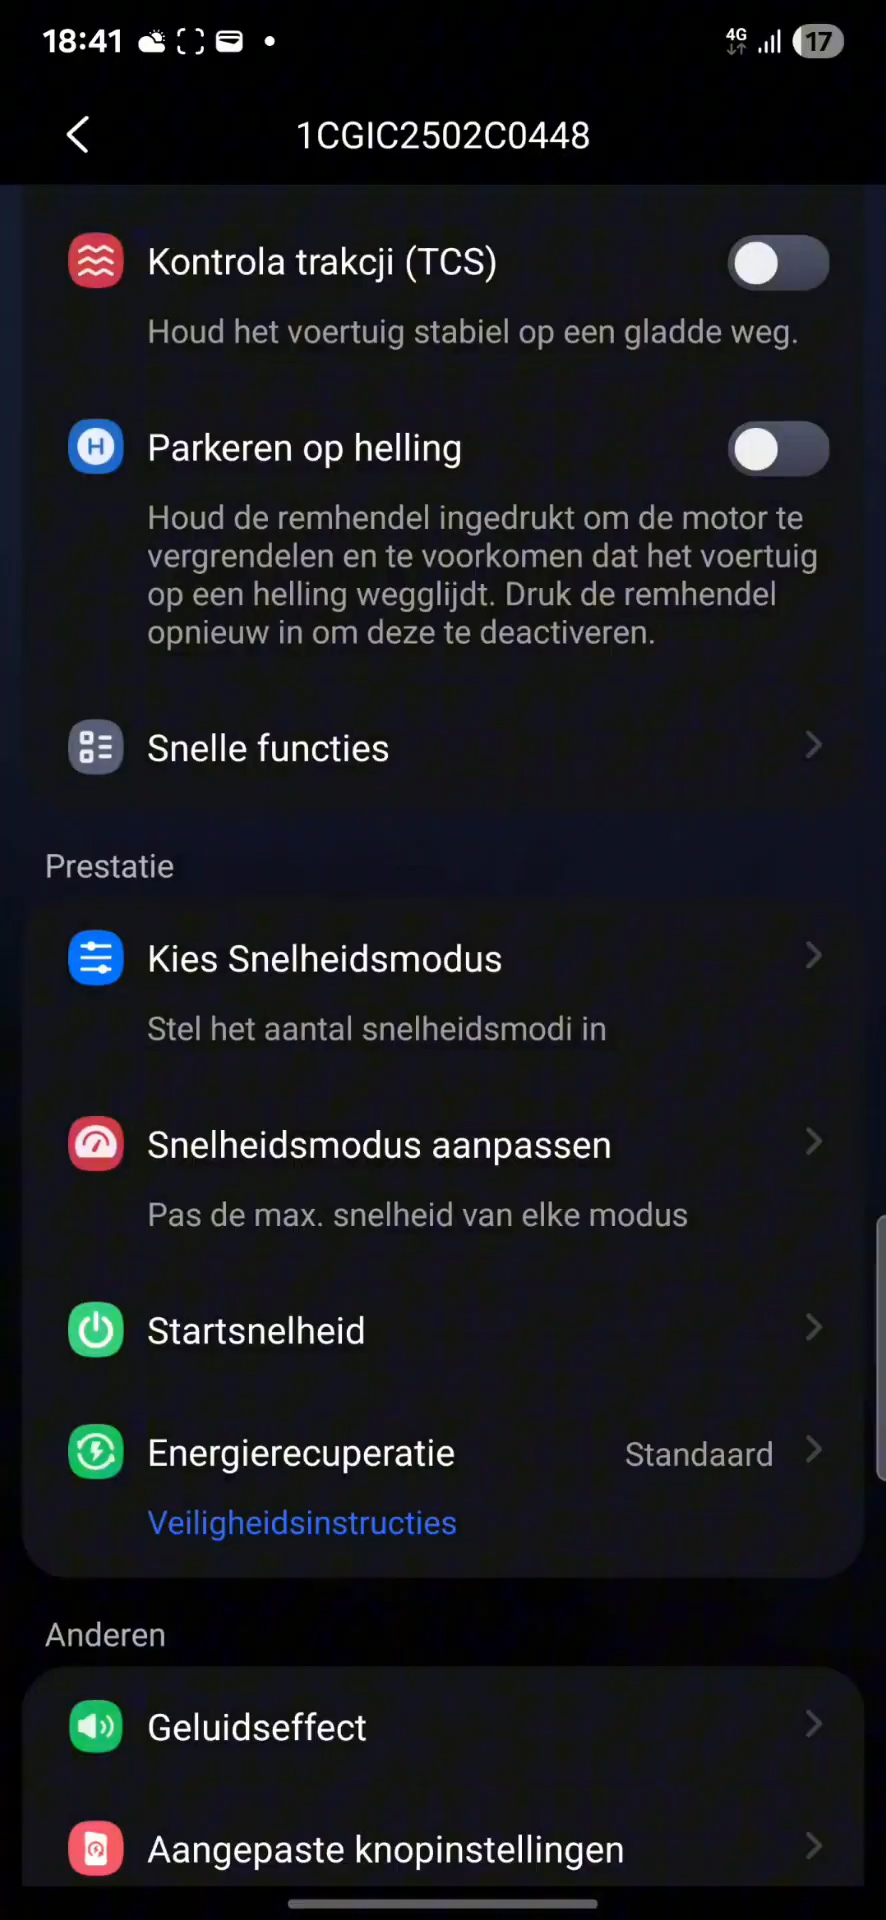 18:41
4G
17
1CGIC2502C0448
Kontrola trakcji (TCS)
Houd het voertuig stabiel op een gladde weg.
H
Parkeren op helling
Houd de remhendel ingedrukt om de motor te
vergrendelen en te voorkomen dat het voertuig
op een helling wegglijdt. Druk de remhendel
opnieuw in om deze te deactiveren.
Snelle functies
Prestatie
Kies Snelheidsmodus
Stel het aantal snelheidsmodi in
Snelheidsmodus aanpassen
Pas de max. snelheid van elke modus
Startsnelheid
Energierecuperatie
Standaard
Veiligheidsinstructies
Anderen
Geluidseffect
Aangepaste knopinstellingen